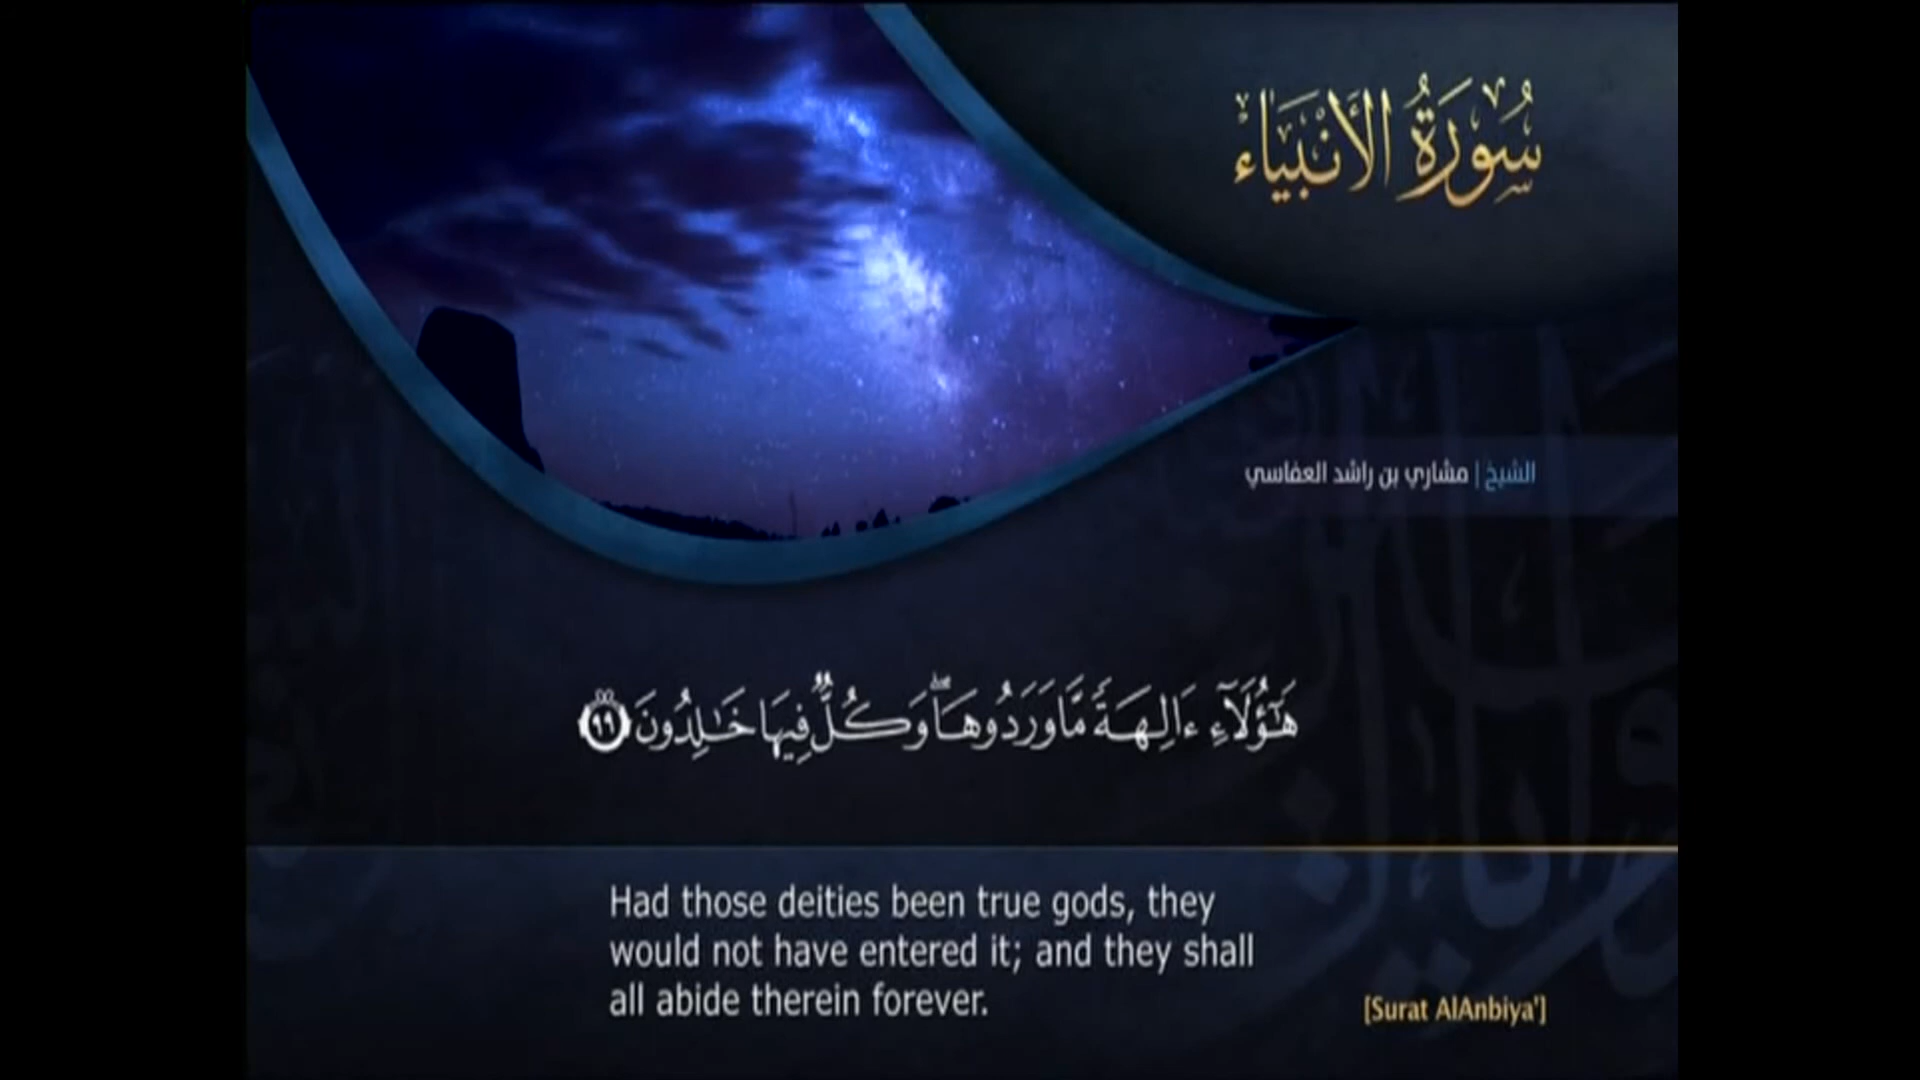 سُورَةُ الأَنْبِيَاءِ
الشيخ | مشاري بن راشد العفاسي
هَٰٓؤُلَآءِ ءَالِهَةً مَّا وَرَدُوهَا ۖ وَكُلٌّ فِيهَا خَٰلِدُونَ ٩٩
Had those deities been true gods, they
would not have entered it; and they shall
all abide therein forever.
[Surat AlAnbiya']